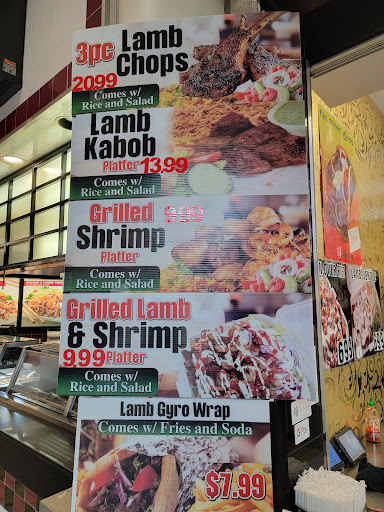 3pc Lamb
Chops
20.99
Comes w/
Rice and Salad
Lamb
Kabob
Platter 13.99
Comes w/
Rice and Salad
Grilled
Shrimp
Platter
Comes w/
Rice and Salad
Grilled Lamb
& Shrimp
9.99 Platter
Comes w/
Rice and Salad
Lamb Gyro Wrap
Comes w/ Fries and Soda
$7.99